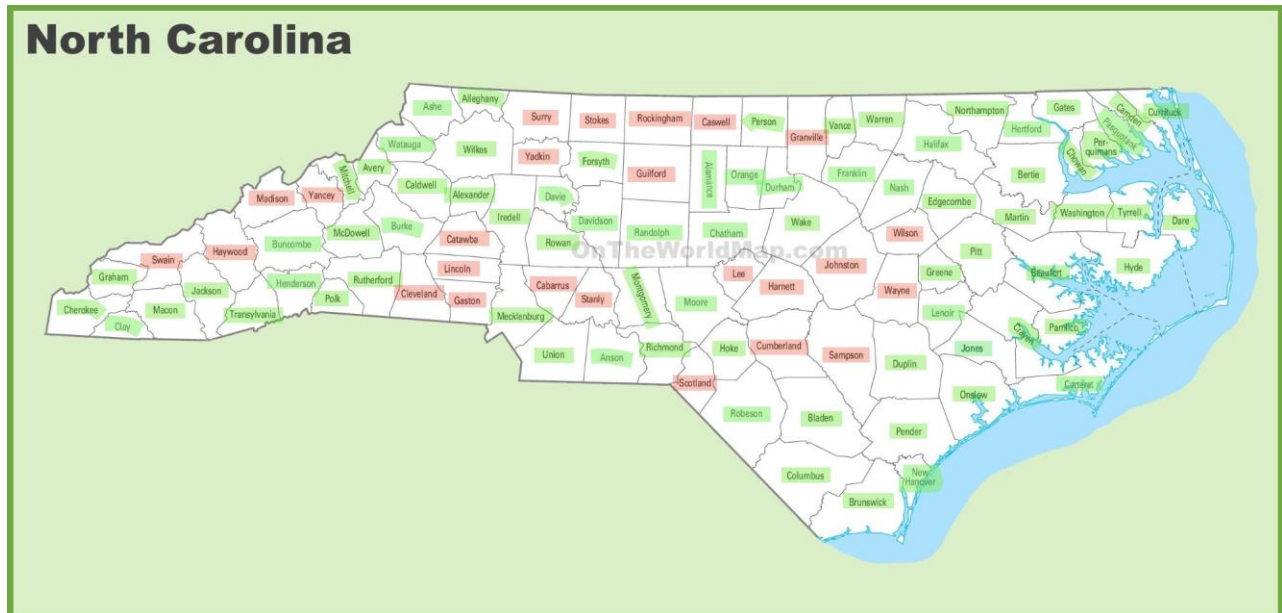 North Carolina
Ashe
Alleghany
Surry
Stokes
Rockingham
Caswell
Person
Granville
Vance
Warren
Northampton
Gates
Camden
Currituck
Pasquotank
Hertford
Halifax
Watauga
Wilkes
Yadkin
Forsyth
Guilford
Alamance
Orange
Durham
Franklin
Nash
Edgecombe
Bertie
Chowan
Per-
quimans
Mitchell
Avery
Caldwell
Alexander
Davie
Iredell
Davidson
Randolph
Chatham
Wake
Martin
Washington
Tyrrell
Dare
Madison
Yancey
McDowell
Burke
Catawba
Rowan
OnTheWorldMap.com
Wilson
Pitt
Buncombe
Haywood
Swain
Graham
Jackson
Henderson
Rutherford
Polk
Cleveland
Lincoln
Gaston
Cabarrus
Stanly
Montgomery
Moore
Lee
Harnett
Johnston
Wayne
Greene
Lenoir
Beaufort
Hyde
Cherokee
Clay
Macon
Transylvania
Mecklenburg
Union
Anson
Richmond
Hoke
Cumberland
Sampson
Duplin
Jones
Craven
Pamlico
Carteret
Scotland
Robeson
Bladen
Onslow
Pender
Columbus
Brunswick
New
Hanover